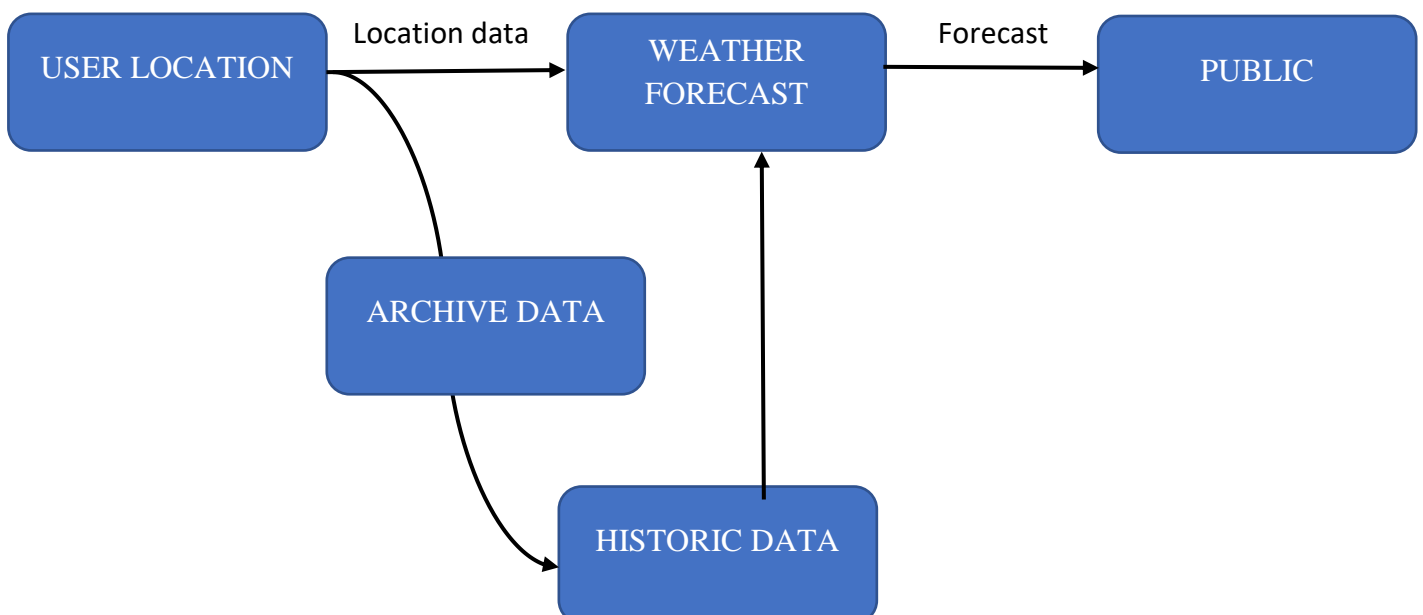 USER LOCATION
Location data
WEATHER
FORECAST
Forecast
PUBLIC
ARCHIVE DATA
HISTORIC DATA